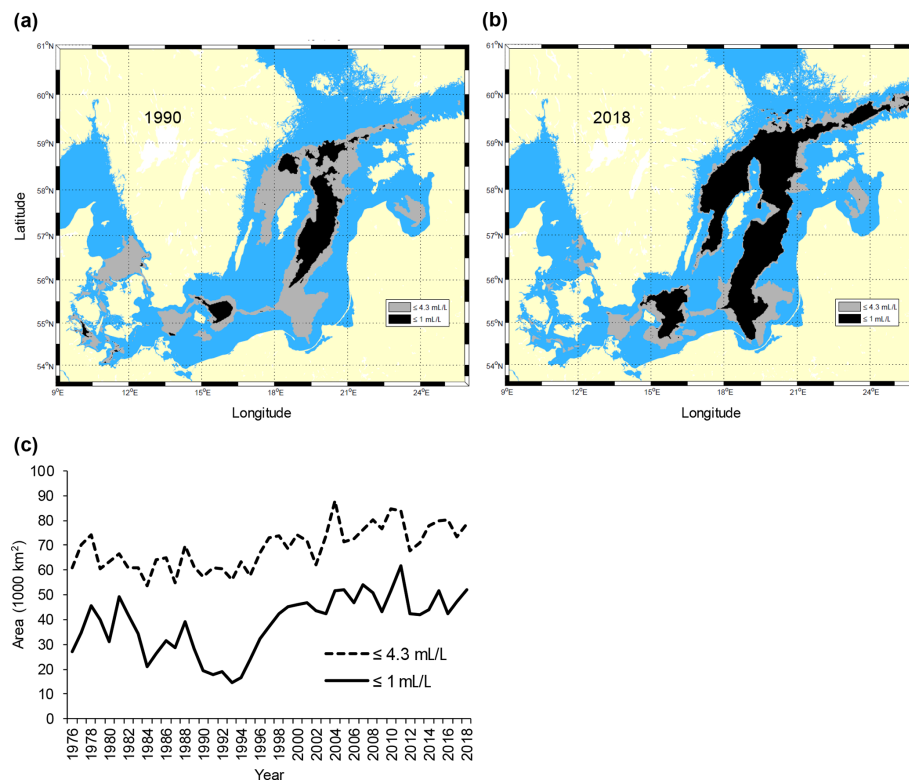 (a)
(b)
61°N
60°N
59°N
58°N
57°N
56°N
55°N
54°N
9°E
12°E
15°E
18°E
21°E
24°E
1990
≤ 4.3 mL/L
≤ 1 mL/L
Latitude
Longitude
61°N
60°N
59°N
58°N
57°N
56°N
55°N
54°N
9°E
12°E
15°E
18°E
21°E
24°E
2018
≤ 4.3 mL/L
≤ 1 mL/L
Longitude
(c)
100
90
80
70
60
50
40
30
20
10
0
Area (1000 km²)
≤ 4.3 mL/L
≤ 1 mL/L
1976
1978
1980
1982
1984
1986
1988
1990
1992
1994
1996
1998
2000
2002
2004
2006
2008
2010
2012
2014
2016
2018
Year